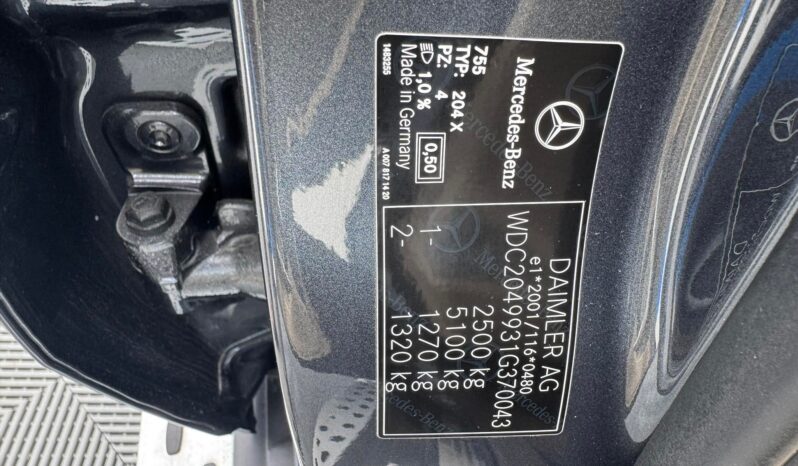 Mercedes-Benz
755
TYP: 204 X
PZ: 4
1,0 % 0,50
Made in Germany
1483255 A 007 817 14 20
DAIMLER AG
e1*2001/116*0480
WDC2049931G370043
2500 kg
5100 kg
1- 1270 kg
2- 1320 kg